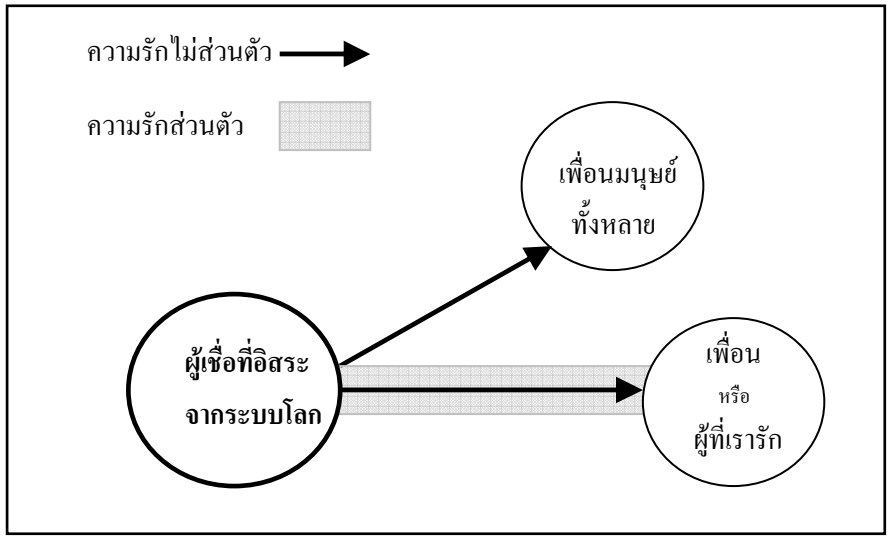 ความรักไม่ส่วนตัว
ความรักส่วนตัว
เพื่อนมนุษย์
ทั้งหลาย
ผู้เชื่อที่อิสระ
จากระบบโลก
เพื่อน
หรือ
ผู้ที่เรารัก